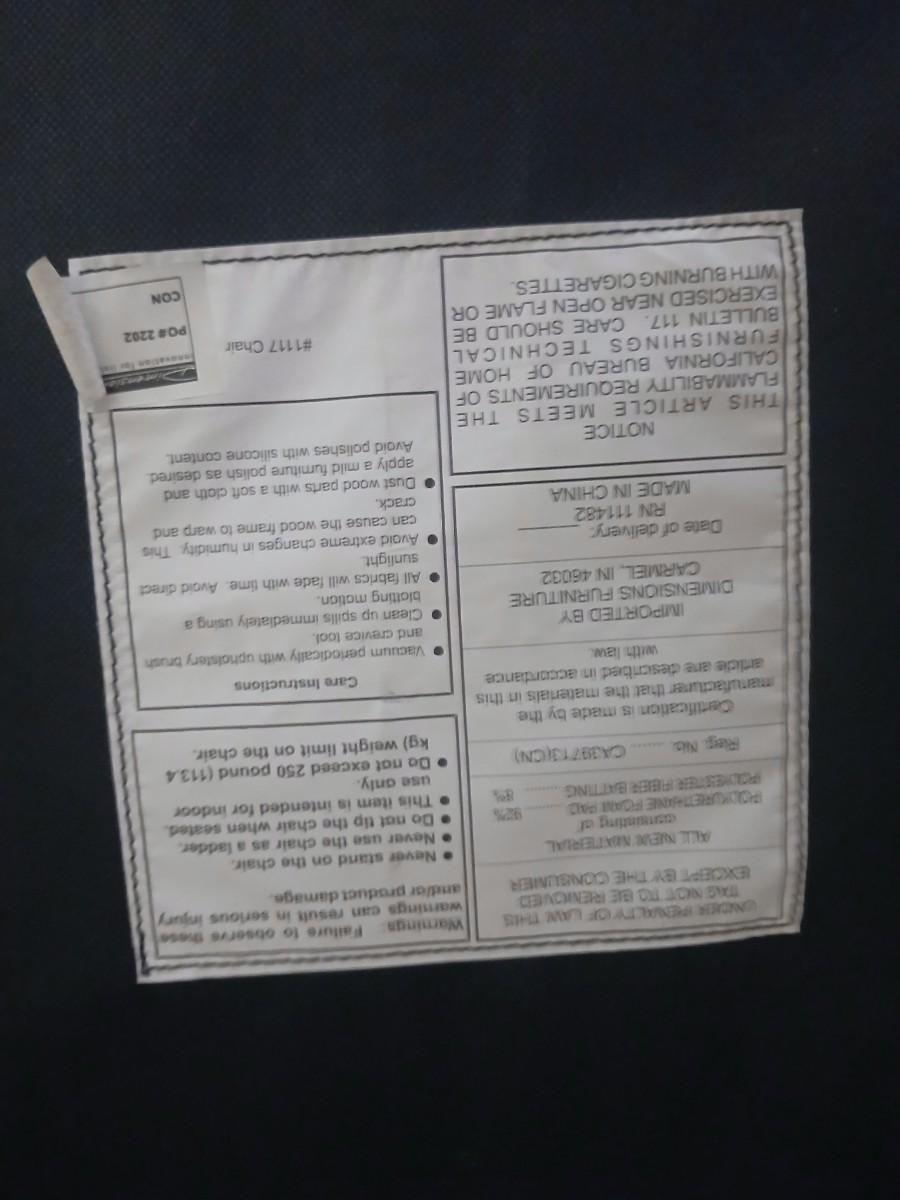 UNDER PENALTY OF LAW THIS
TAG NOT TO BE REMOVED
EXCEPT BY THE CONSUMER
ALL NEW MATERIAL
consisting of
POLYURETHANE FOAM PAD ........ 92%
POLYESTER FIBER BATTING ........ 8%
Reg. No. ....... CA39713(CN)
Certification is made by the
manufacturer that the materials in this
article are described in accordance
with law.
IMPORTED BY
DIMENSIONS FURNITURE
CARMEL, IN 46032
Date of delivery: ________
RN 111482
MADE IN CHINA
NOTICE
THIS ARTICLE MEETS THE
FLAMMABILITY REQUIREMENTS OF
CALIFORNIA BUREAU OF HOME
FURNISHINGS TECHNICAL
BULLETIN 117. CARE SHOULD BE
EXERCISED NEAR OPEN FLAME OR
WITH BURNING CIGARETTES.
Warnings: Failure to observe these
warnings can result in serious injury
and/or product damage.
● Never stand on the chair.
● Never use the chair as a ladder.
● Do not tip the chair when seated.
● This item is intended for indoor
use only.
● Do not exceed 250 pound (113.4
kg) weight limit on the chair.
Care Instructions
● Vacuum periodically with upholstery brush
and crevice tool.
● Clean up spills immediately using a
blotting motion.
● All fabrics will fade with time. Avoid direct
sunlight.
● Avoid extreme changes in humidity. This
can cause the wood frame to warp and
crack.
● Dust wood parts with a soft cloth and
apply a mild furniture polish as desired.
Avoid polishes with silicone content.
#1117 Chair
Dimensio
Innovation for
PO# 2202
CON